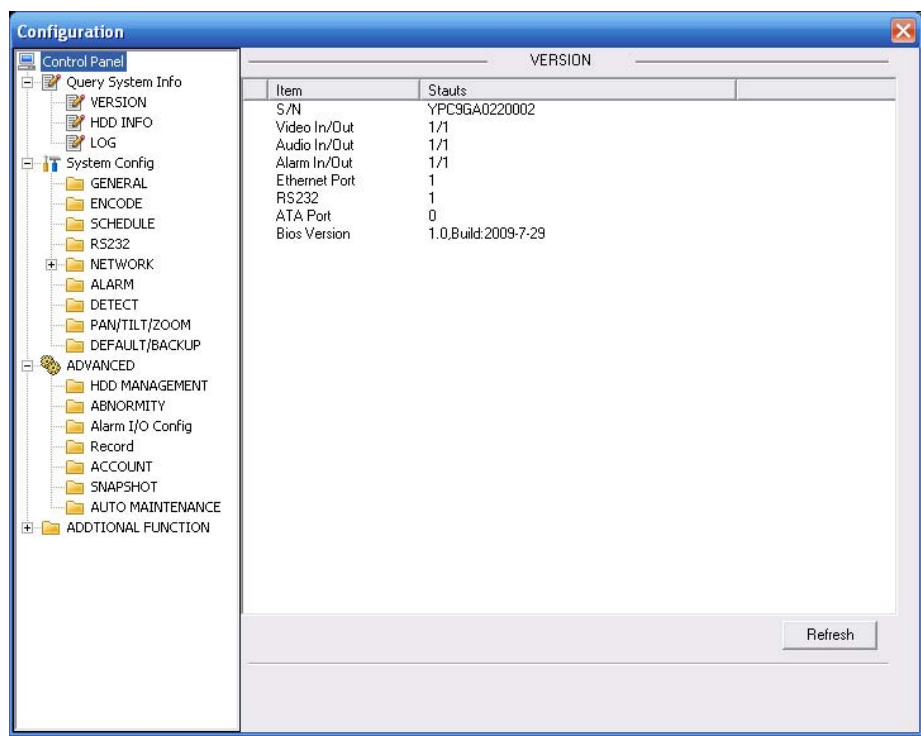 Configuration
Control Panel
Query System Info
VERSION
HDD INFO
LOG
System Config
GENERAL
ENCODE
SCHEDULE
RS232
NETWORK
ALARM
DETECT
PAN/TILT/ZOOM
DEFAULT/BACKUP
ADVANCED
HDD MANAGEMENT
ABNORMITY
Alarm I/O Config
Record
ACCOUNT
SNAPSHOT
AUTO MAINTENANCE
ADDTIONAL FUNCTION
VERSION
Item Stauts
S/N YPC9GA0220002
Video In/Out 1/1
Audio In/Out 1/1
Alarm In/Out 1/1
Ethernet Port 1
RS232 1
ATA Port 0
Bios Version 1.0,Build:2009-7-29
Refresh